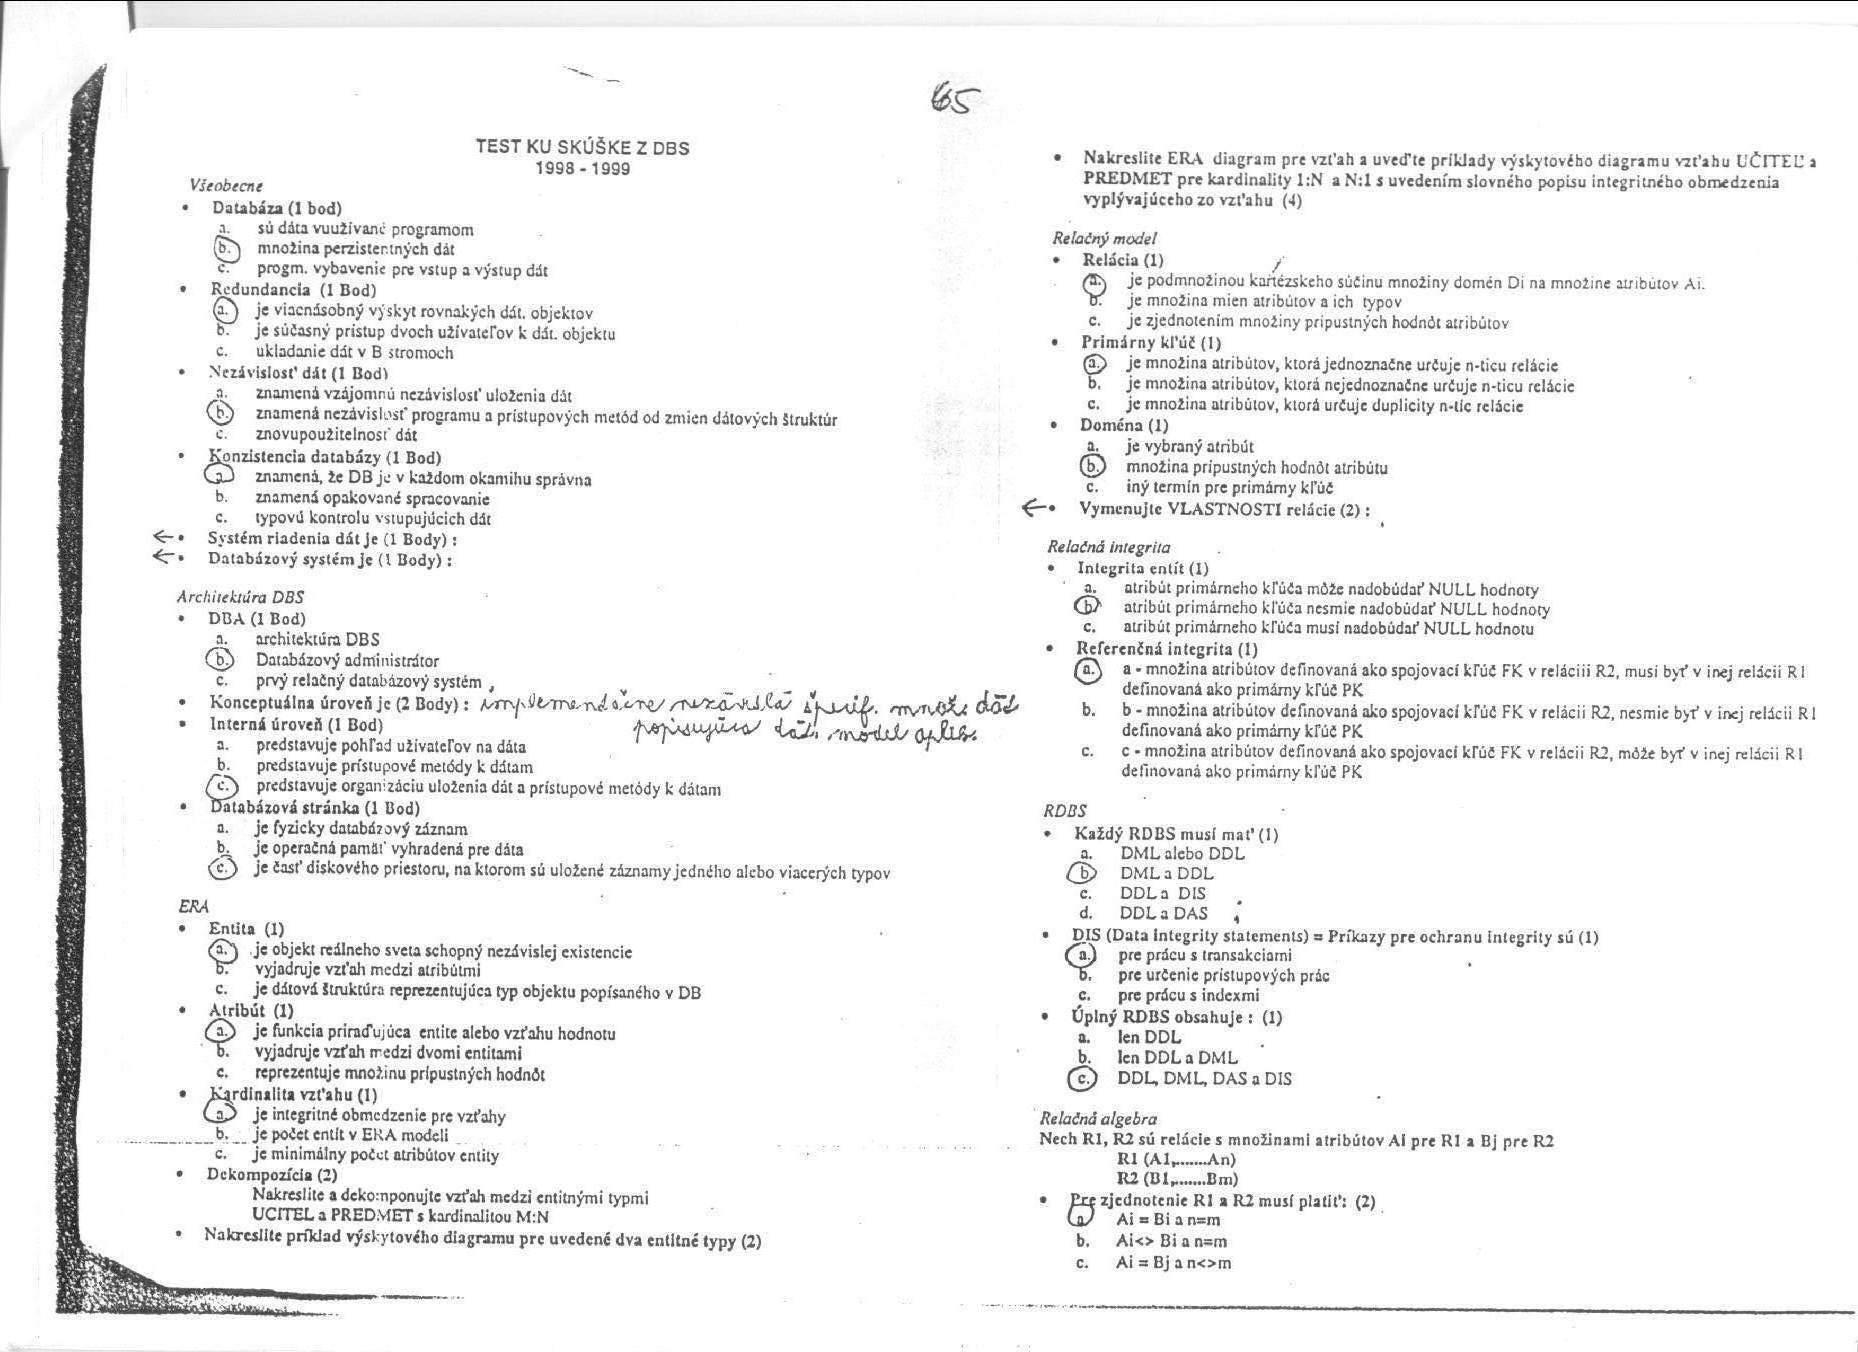 65
TEST KU SKÚŠKE Z DBS
1998 - 1999
Všeobecne
• Databáza (1 bod)
a. sú dáta vuužívané programom
b. množina perzistentných dát
c. progm. vybavenie pre vstup a výstup dát
• Redundancia (1 Bod)
a. je viacnásobný výskyt rovnakých dát. objektov
b. je súčasný prístup dvoch užívateľov k dát. objektu
c. ukladanie dát v B stromoch
• Nezávislosť dát (1 Bod)
a. znamená vzájomnú nezávislosť uloženia dát
b. znamená nezávislosť programu a prístupových metód od zmien dátových štruktúr
c. znovupoužitelnosť dát
• Konzistencia databázy (1 Bod)
a. znamená, že DB je v každom okamihu správna
b. znamená opakované spracovanie
c. typovú kontrolu vstupujúcich dát
← • Systém riadenia dát je (1 Body) :
← • Databázový systém je (1 Body) :
Architektúra DBS
• DBA (1 Bod)
a. architektúra DBS
b. Databázový administrátor
c. prvý relačný databázový systém
• Konceptuálna úroveň je (2 Body) : implementačne nezávislá špecif. množ. dát
popisujúca dát. model aplik.
• Interná úroveň (1 Bod)
a. predstavuje pohľad užívateľov na dáta
b. predstavuje prístupové metódy k dátam
c. predstavuje organizáciu uloženia dát a prístupové metódy k dátam
• Databázová stránka (1 Bod)
a. je fyzicky databázový záznam
b. je operačná pamäť vyhradená pre dáta
c. je časť diskového priestoru, na ktorom sú uložené záznamy jedného alebo viacerých typov
ERA
• Entita (1)
a. je objekt reálneho sveta schopný nezávislej existencie
b. vyjadruje vzťah medzi atribútmi
c. je dátová štruktúra reprezentujúca typ objektu popísaného v DB
• Atribút (1)
a. je funkcia priraďujúca entite alebo vzťahu hodnotu
b. vyjadruje vzťah medzi dvomi entitami
c. reprezentuje množinu prípustných hodnôt
• Kardinalita vzťahu (1)
a. je integritné obmedzenie pre vzťahy
b. je počet entít v ERA modeli
c. je minimálny počet atribútov entity
• Dekompozícia (2)
Nakreslite a dekomponujte vzťah medzi entitnými typmi
UCITEL a PREDMET s kardinalitou M:N
• Nakreslite príklad výskytového diagramu pre uvedené dva entitné typy (2)
• Nakreslite ERA diagram pre vzťah a uveďte príklady výskytového diagramu vzťahu UČITEĽ a
PREDMET pre kardinality 1:N a N:1 s uvedením slovného popisu integritného obmedzenia
vyplývajúceho zo vzťahu (4)
Relačný model
• Relácia (1)
a. je podmnožinou kartézskeho súčinu množiny domén Di na množine atribútov Ai.
b. je množina mien atribútov a ich typov
c. je zjednotením množiny prípustných hodnôt atribútov
• Primárny kľúč (1)
a. je množina atribútov, ktorá jednoznačne určuje n-ticu relácie
b. je množina atribútov, ktorá nejednoznačne určuje n-ticu relácie
c. je množina atribútov, ktorá určuje duplicity n-tíc relácie
• Doména (1)
a. je vybraný atribút
b. množina prípustných hodnôt atribútu
c. iný termín pre primárny kľúč
← • Vymenujte VLASTNOSTI relácie (2) :
Relačná integrita
• Integrita entít (1)
a. atribút primárneho kľúča môže nadobúdať NULL hodnoty
b. atribút primárneho kľúča nesmie nadobúdať NULL hodnoty
c. atribút primárneho kľúča musí nadobúdať NULL hodnotu
• Referenčná integrita (1)
a. a - množina atribútov definovaná ako spojovací kľúč FK v reláciii R2, musí byť v inej relácii R1
definovaná ako primárny kľúč PK
b. b - množina atribútov definovaná ako spojovací kľúč FK v relácii R2, nesmie byť v inej relácii R1
definovaná ako primárny kľúč PK
c. c - množina atribútov definovaná ako spojovací kľúč FK v relácii R2, môže byť v inej relácii R1
definovaná ako primárny kľúč PK
RDBS
• Každý RDBS musí mať (1)
a. DML alebo DDL
b. DML a DDL
c. DDL a DIS
d. DDL a DAS
• DIS (Data integrity statements) = Príkazy pre ochranu integrity sú (1)
a. pre prácu s transakciami
b. pre určenie prístupových prác
c. pre prácu s indexmi
• Úplný RDBS obsahuje : (1)
a. len DDL
b. len DDL a DML
c. DDL, DML, DAS a DIS
Relačná algebra
Nech R1, R2 sú relácie s množinami atribútov Ai pre R1 a Bj pre R2
R1 (A1,.......An)
R2 (B1,.......Bm)
• Pre zjednotenie R1 a R2 musí platiť: (2)
a Ai = Bi a n=m
b. Ai<> Bi a n=m
c. Ai = Bj a n<>m